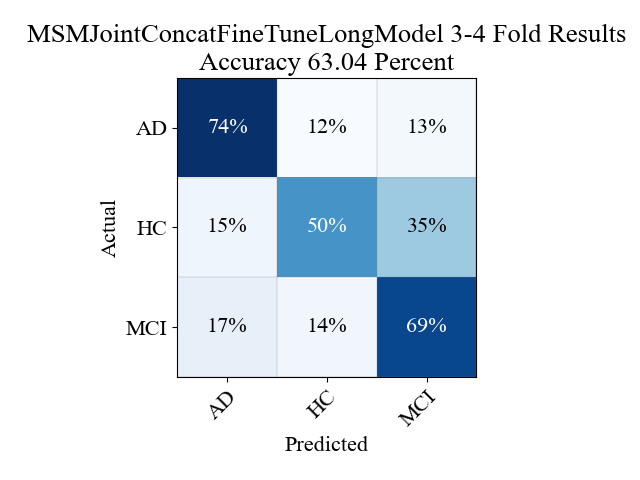 MSMJointConcatFineTuneLongModel 3-4 Fold Results
Accuracy 63.04 Percent
AD 74% 12% 13%
HC 15% 50% 35%
MCI 17% 14% 69%
Actual
AD HC MCI
Predicted